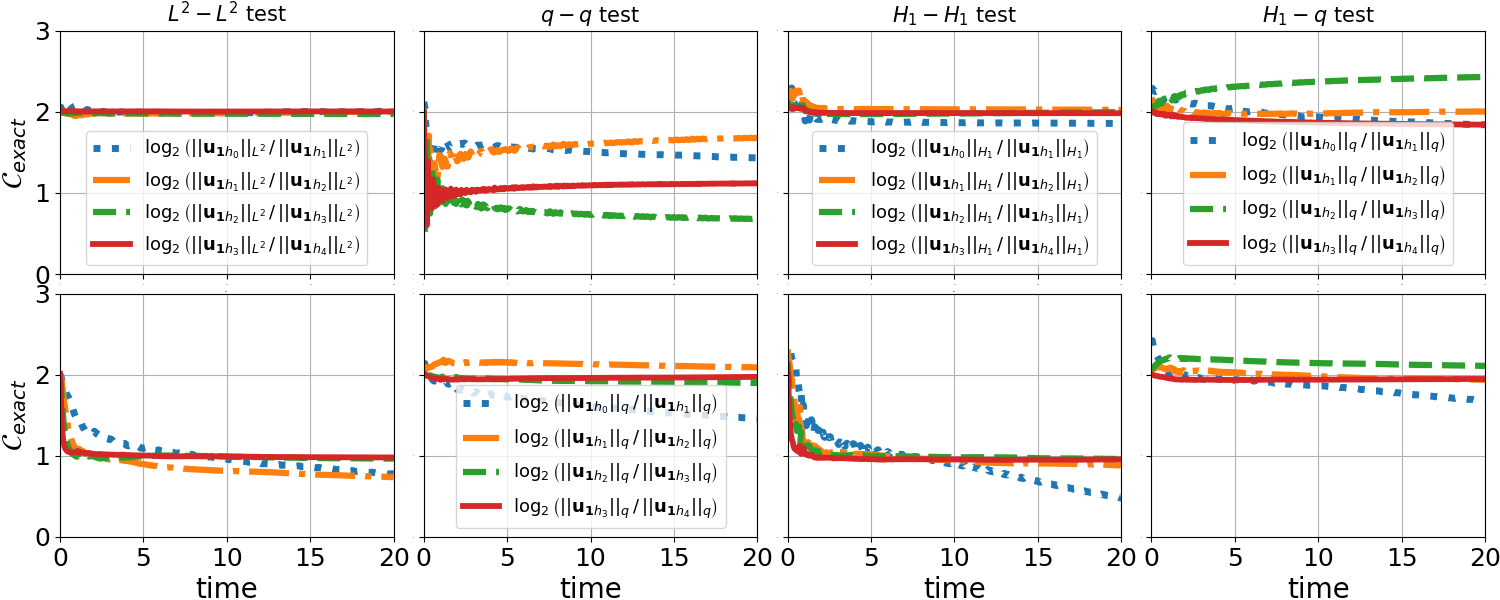 L² − L² test
q − q test
H₁ − H₁ test
H₁ − q test
𝒞exact
3
2
1
0
log₂ (||𝐮𝟏h₀||L² / ||𝐮𝟏h₁||L²)
log₂ (||𝐮𝟏h₁||L² / ||𝐮𝟏h₂||L²)
log₂ (||𝐮𝟏h₂||L² / ||𝐮𝟏h₃||L²)
log₂ (||𝐮𝟏h₃||L² / ||𝐮𝟏h₄||L²)
log₂ (||𝐮𝟏h₀||H₁ / ||𝐮𝟏h₁||H₁)
log₂ (||𝐮𝟏h₁||H₁ / ||𝐮𝟏h₂||H₁)
log₂ (||𝐮𝟏h₂||H₁ / ||𝐮𝟏h₃||H₁)
log₂ (||𝐮𝟏h₃||H₁ / ||𝐮𝟏h₄||H₁)
log₂ (||𝐮𝟏h₀||q / ||𝐮𝟏h₁||q)
log₂ (||𝐮𝟏h₁||q / ||𝐮𝟏h₂||q)
log₂ (||𝐮𝟏h₂||q / ||𝐮𝟏h₃||q)
log₂ (||𝐮𝟏h₃||q / ||𝐮𝟏h₄||q)
𝒞exact
3
2
1
0
log₂ (||𝐮𝟏h₀||q / ||𝐮𝟏h₁||q)
log₂ (||𝐮𝟏h₁||q / ||𝐮𝟏h₂||q)
log₂ (||𝐮𝟏h₂||q / ||𝐮𝟏h₃||q)
log₂ (||𝐮𝟏h₃||q / ||𝐮𝟏h₄||q)
0 5 10 15 20
0 5 10 15 20
0 5 10 15 20
0 5 10 15 20
time
time
time
time